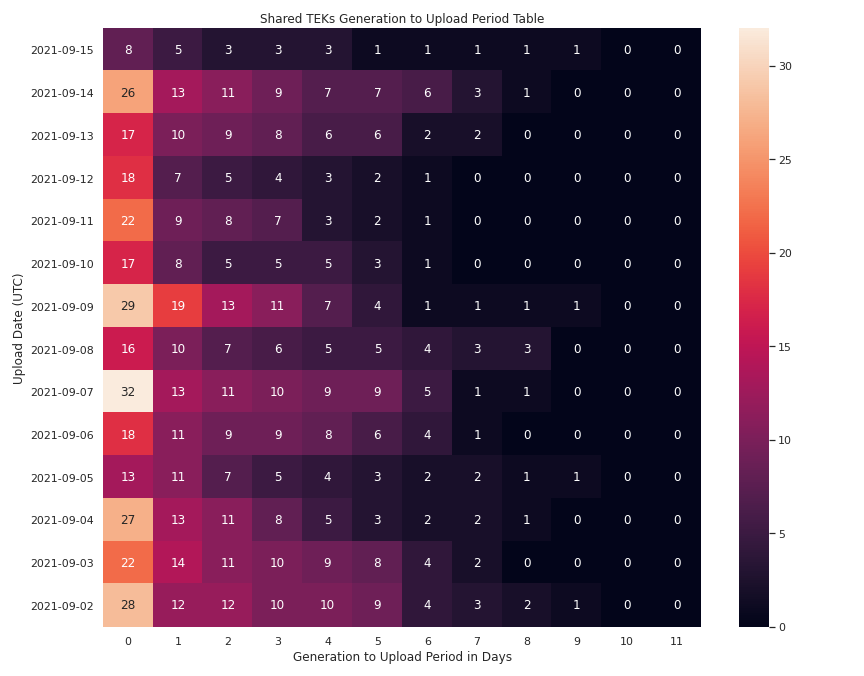 Shared TEKs Generation to Upload Period Table
Upload Date (UTC)
2021-09-15 8 5 3 3 3 1 1 1 1 1 0 0
2021-09-14 26 13 11 9 7 7 6 3 1 0 0 0
2021-09-13 17 10 9 8 6 6 2 2 0 0 0 0
2021-09-12 18 7 5 4 3 2 1 0 0 0 0 0
2021-09-11 22 9 8 7 3 2 1 0 0 0 0 0
2021-09-10 17 8 5 5 5 3 1 0 0 0 0 0
2021-09-09 29 19 13 11 7 4 1 1 1 1 0 0
2021-09-08 16 10 7 6 5 5 4 3 3 0 0 0
2021-09-07 32 13 11 10 9 9 5 1 1 0 0 0
2021-09-06 18 11 9 9 8 6 4 1 0 0 0 0
2021-09-05 13 11 7 5 4 3 2 2 1 1 0 0
2021-09-04 27 13 11 8 5 3 2 2 1 0 0 0
2021-09-03 22 14 11 10 9 8 4 2 0 0 0 0
2021-09-02 28 12 12 10 10 9 4 3 2 1 0 0
0 1 2 3 4 5 6 7 8 9 10 11
Generation to Upload Period in Days
30
25
20
15
10
5
0